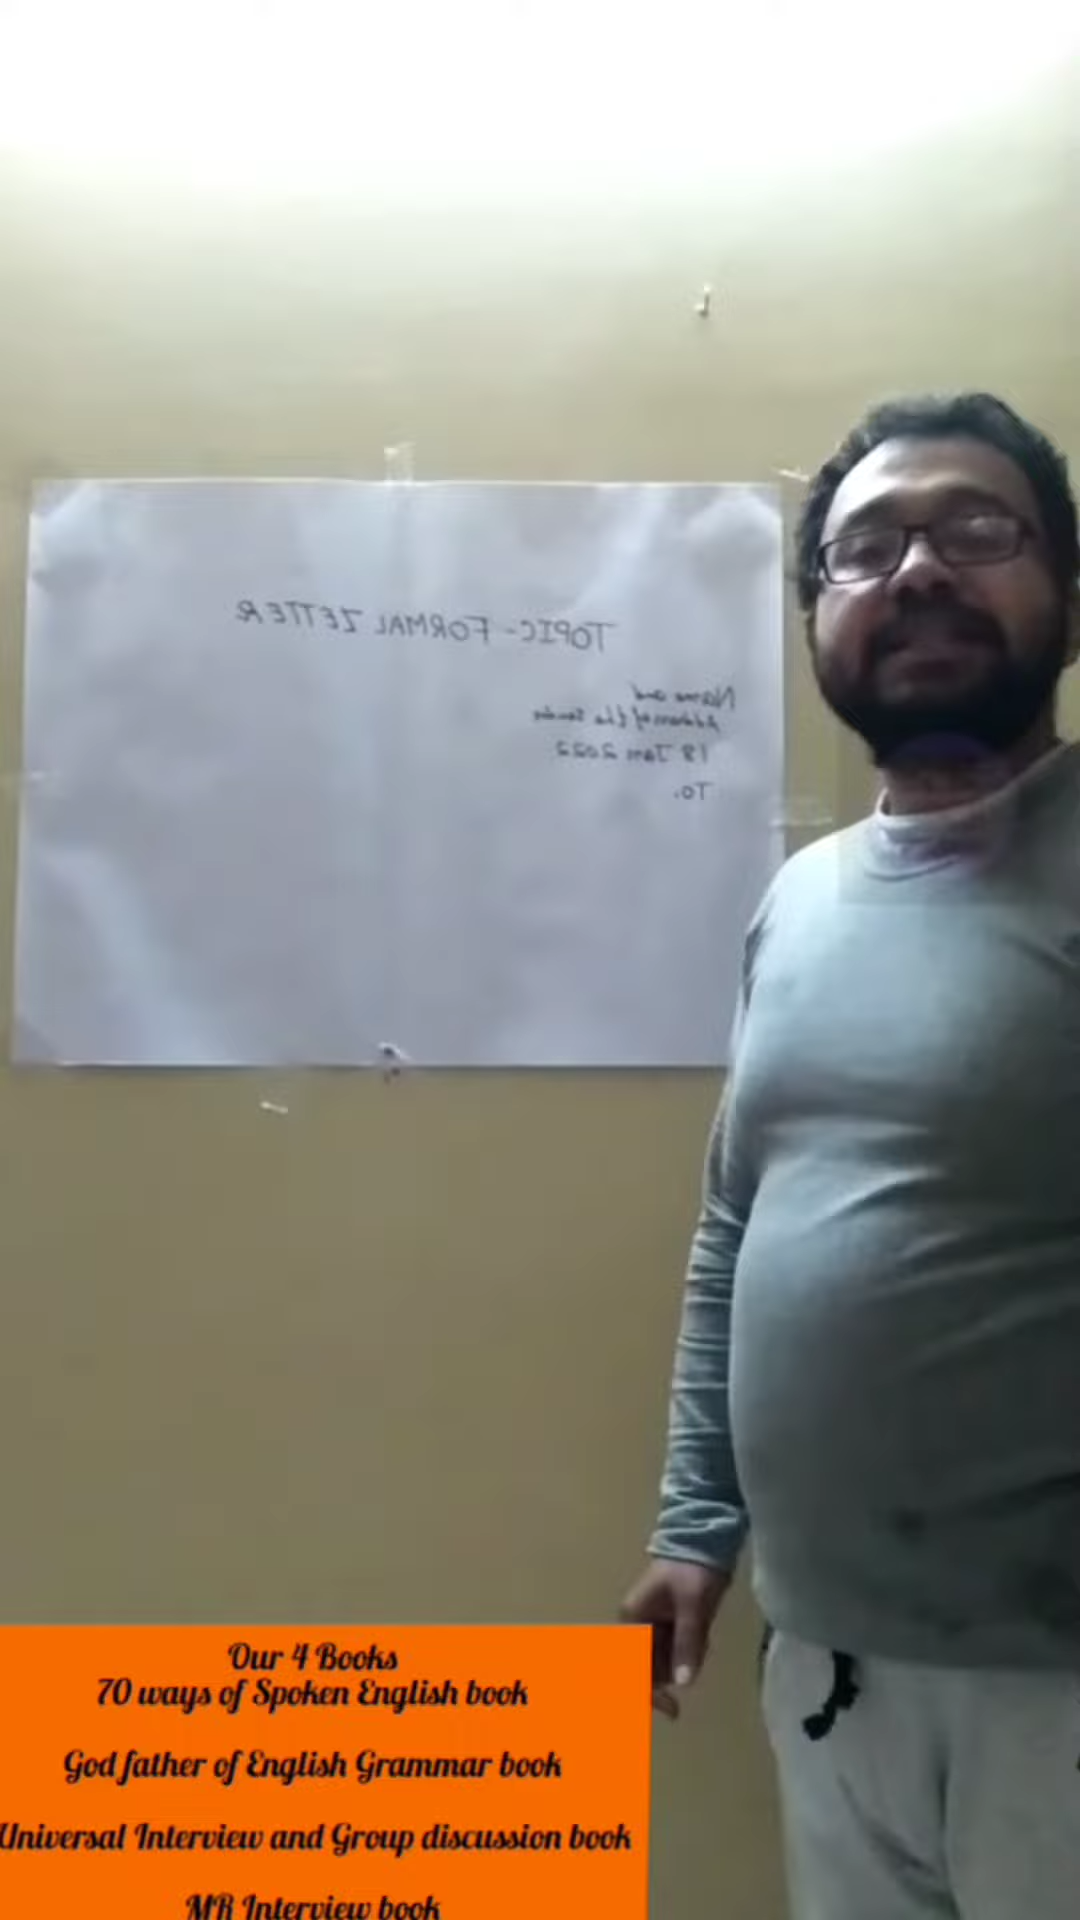 TOPIC-FORMAL LETTER
Name and
Address of the Sender
18 Jan 2022
To.
Our 4 Books
70 ways of Spoken English book
God father of English Grammar book
Universal Interview and Group discussion book
MR Interview book